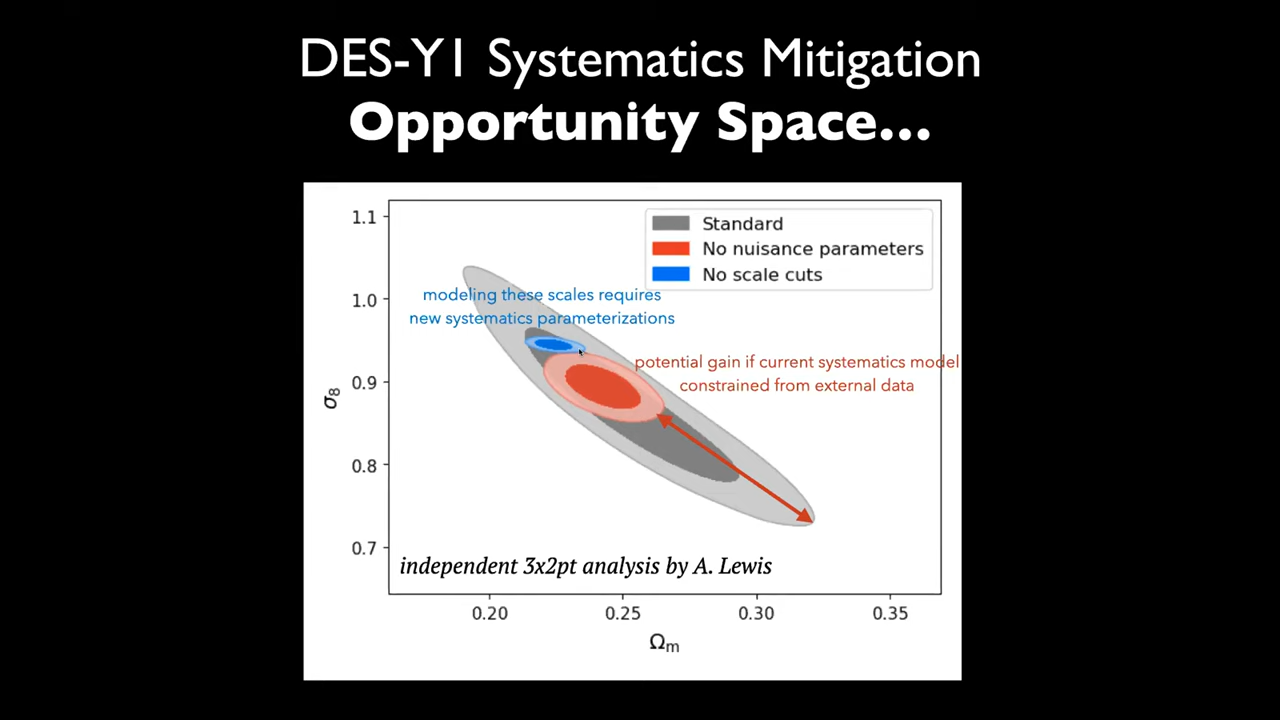 DES-Y1 Systematics Mitigation
Opportunity Space...
Standard
No nuisance parameters
No scale cuts
modeling these scales requires
new systematics parameterizations
potential gain if current systematics model
constrained from external data
independent 3x2pt analysis by A. Lewis
σ₈
1.1
1.0
0.9
0.8
0.7
0.20
0.25
0.30
0.35
Ωₘ